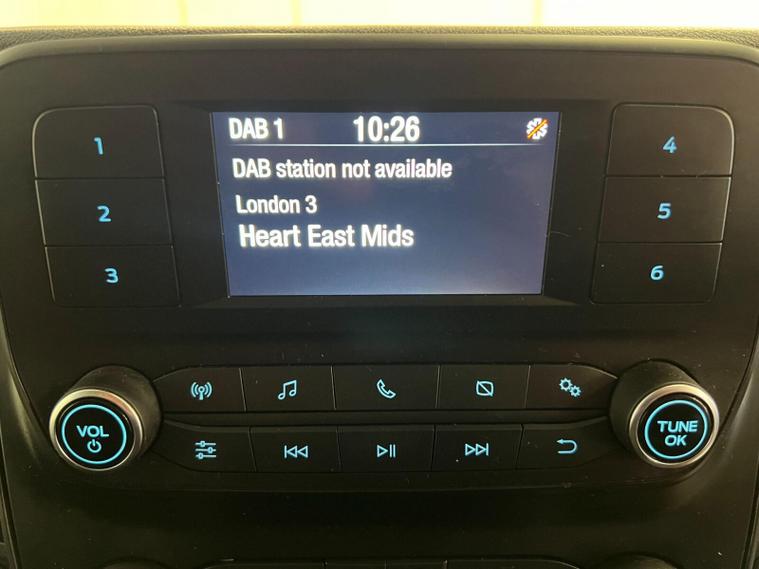 DAB 1 10:26
DAB station not available
London 3
Heart East Mids
1
2
3
4
5
6
VOL
TUNE
OK